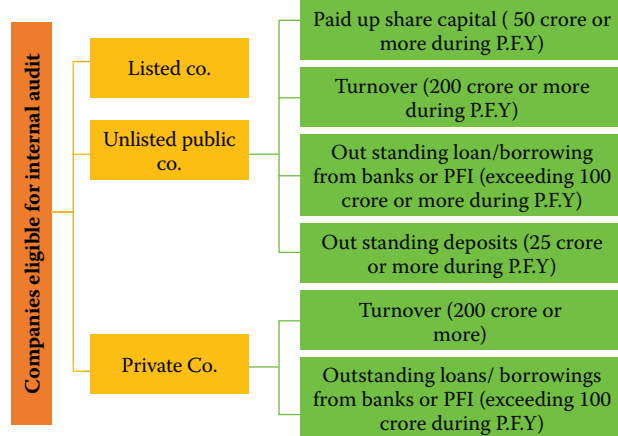 Companies eligible for internal audit
Listed co.
Unlisted public
co.
Paid up share capital ( 50 crore or
more during P.F.Y)
Turnover (200 crore or more
during P.F.Y)
Out standing loan/borrowing
from banks or PFI (exceeding 100
crore or more during P.F.Y)
Out standing deposits (25 crore
or more during P.F.Y)
Private Co.
Turnover (200 crore or
more)
Outstanding loans/ borrowings
from banks or PFI (exceeding 100
crore during P.F.Y)